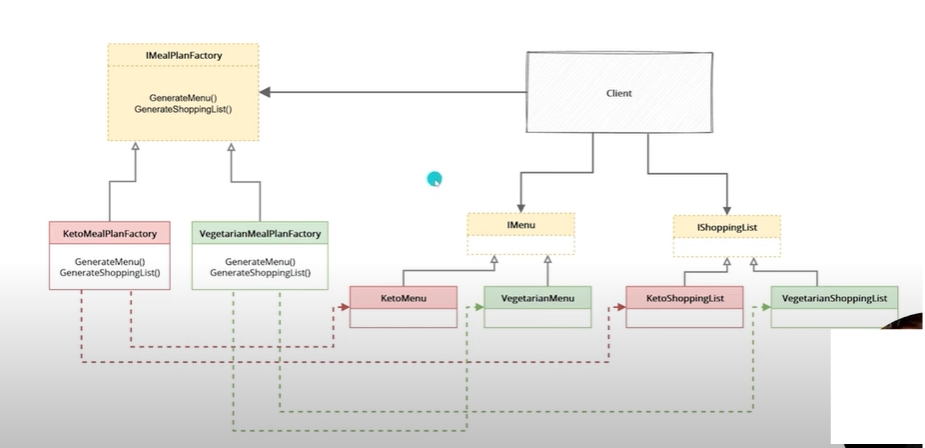 IMealPlanFactory
GenerateMenu()
GenerateShoppingList()
Client
KetoMealPlanFactory
GenerateMenu()
GenerateShoppingList()
VegetarianMealPlanFactory
GenerateMenu()
GenerateShoppingList()
IMenu
IShoppingList
KetoMenu
VegetarianMenu
KetoShoppingList
VegetarianShoppingList